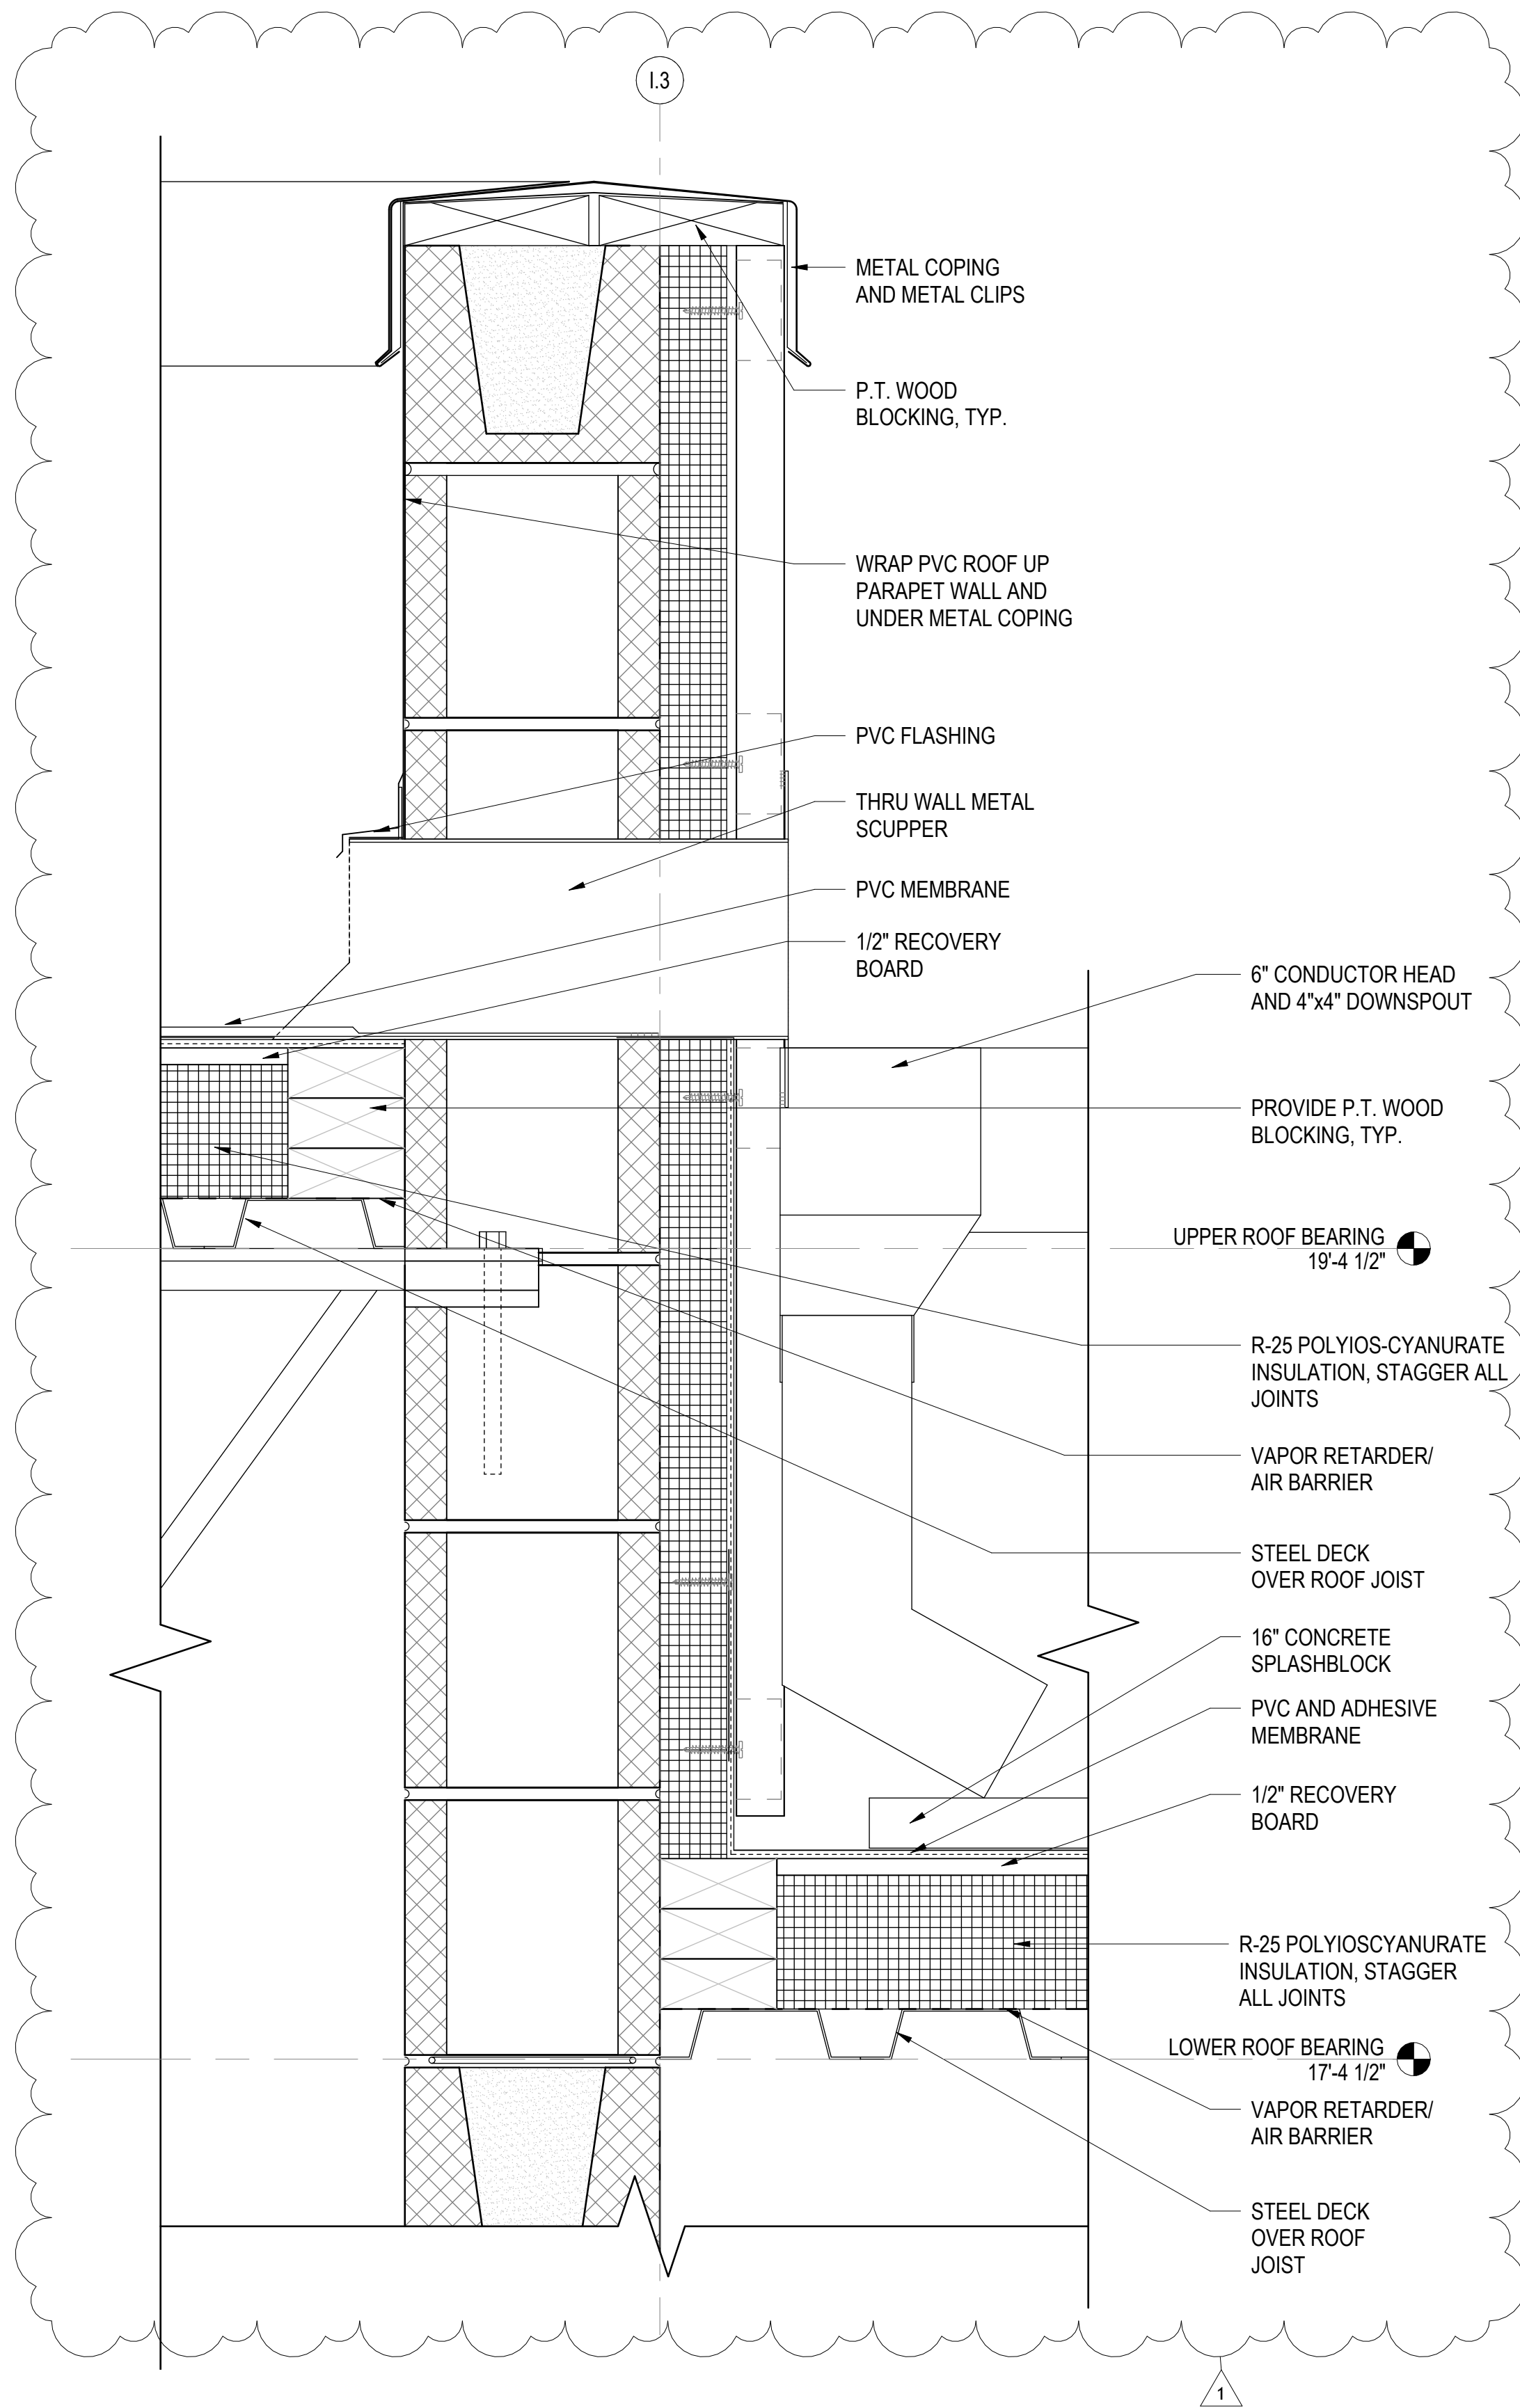 I.3
METAL COPING
AND METAL CLIPS
P.T. WOOD
BLOCKING, TYP.
WRAP PVC ROOF UP
PARAPET WALL AND
UNDER METAL COPING
PVC FLASHING
THRU WALL METAL
SCUPPER
PVC MEMBRANE
1/2" RECOVERY
BOARD
6" CONDUCTOR HEAD
AND 4"x4" DOWNSPOUT
PROVIDE P.T. WOOD
BLOCKING, TYP.
UPPER ROOF BEARING
19'-4 1/2"
R-25 POLYIOS-CYANURATE
INSULATION, STAGGER ALL
JOINTS
VAPOR RETARDER/
AIR BARRIER
STEEL DECK
OVER ROOF JOIST
16" CONCRETE
SPLASHBLOCK
PVC AND ADHESIVE
MEMBRANE
1/2" RECOVERY
BOARD
R-25 POLYIOSCYANURATE
INSULATION, STAGGER
ALL JOINTS
LOWER ROOF BEARING
17'-4 1/2"
VAPOR RETARDER/
AIR BARRIER
STEEL DECK
OVER ROOF
JOIST
1